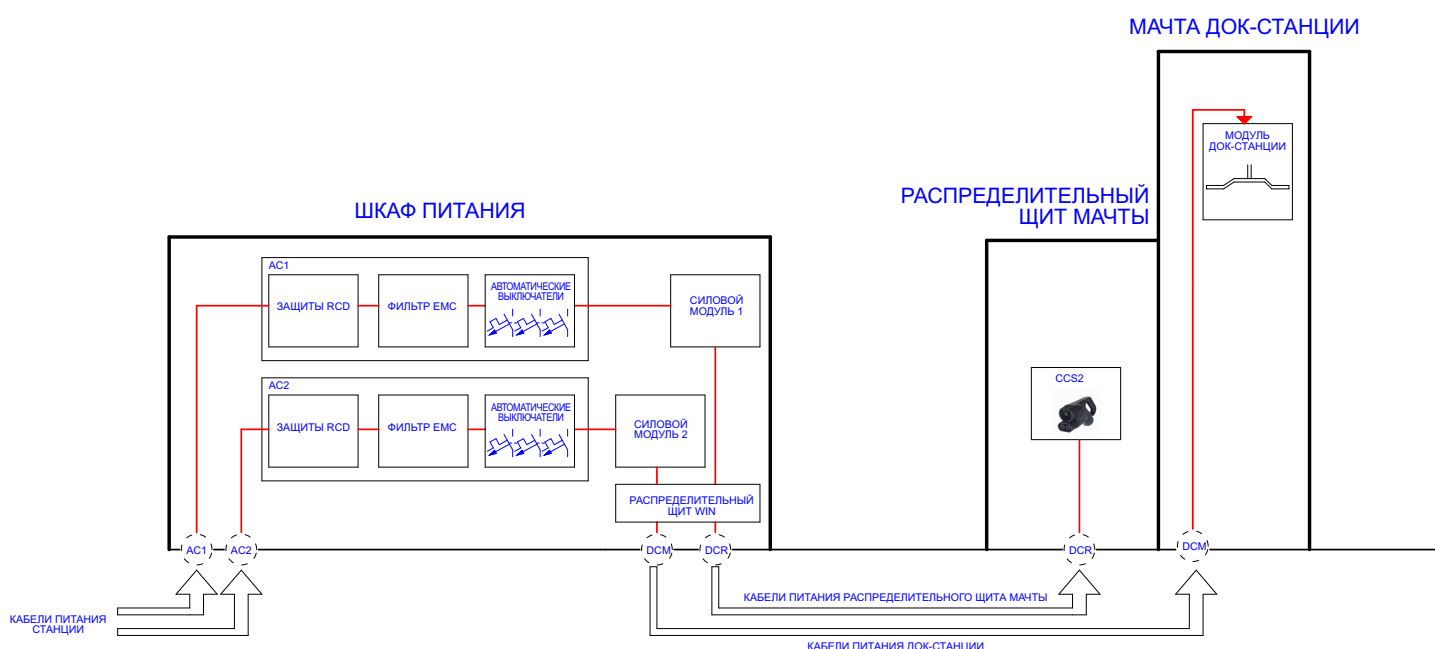 МАЧТА ДОК-СТАНЦИИ
МОДУЛЬ
ДОК-СТАНЦИИ
РАСПРЕДЕЛИТЕЛЬНЫЙ
ЩИТ МАЧТЫ
ШКАФ ПИТАНИЯ
AC1
ЗАЩИТЫ RCD
ФИЛЬТР EMC
АВТОМАТИЧЕСКИЕ
ВЫКЛЮЧАТЕЛИ
СИЛОВОЙ
МОДУЛЬ 1
AC2
ЗАЩИТЫ RCD
ФИЛЬТР EMC
АВТОМАТИЧЕСКИЕ
ВЫКЛЮЧАТЕЛИ
СИЛОВОЙ
МОДУЛЬ 2
CCS2
РАСПРЕДЕЛИТЕЛЬНЫЙ
ЩИТ WIN
AC1
AC2
DCM
DCR
DCR
DCM
КАБЕЛИ ПИТАНИЯ РАСПРЕДЕЛИТЕЛЬНОГО ЩИТА МАЧТЫ
КАБЕЛИ ПИТАНИЯ
СТАНЦИИ
КАБЕЛИ ПИТАНИЯ ДОК-СТАНЦИИ